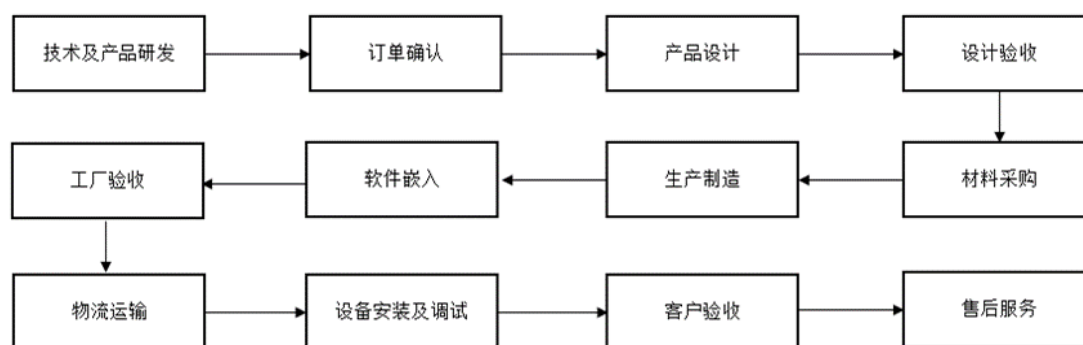 技术及产品研发
订单确认
产品设计
设计验收
材料采购
生产制造
软件嵌入
工厂验收
物流运输
设备安装及调试
客户验收
售后服务